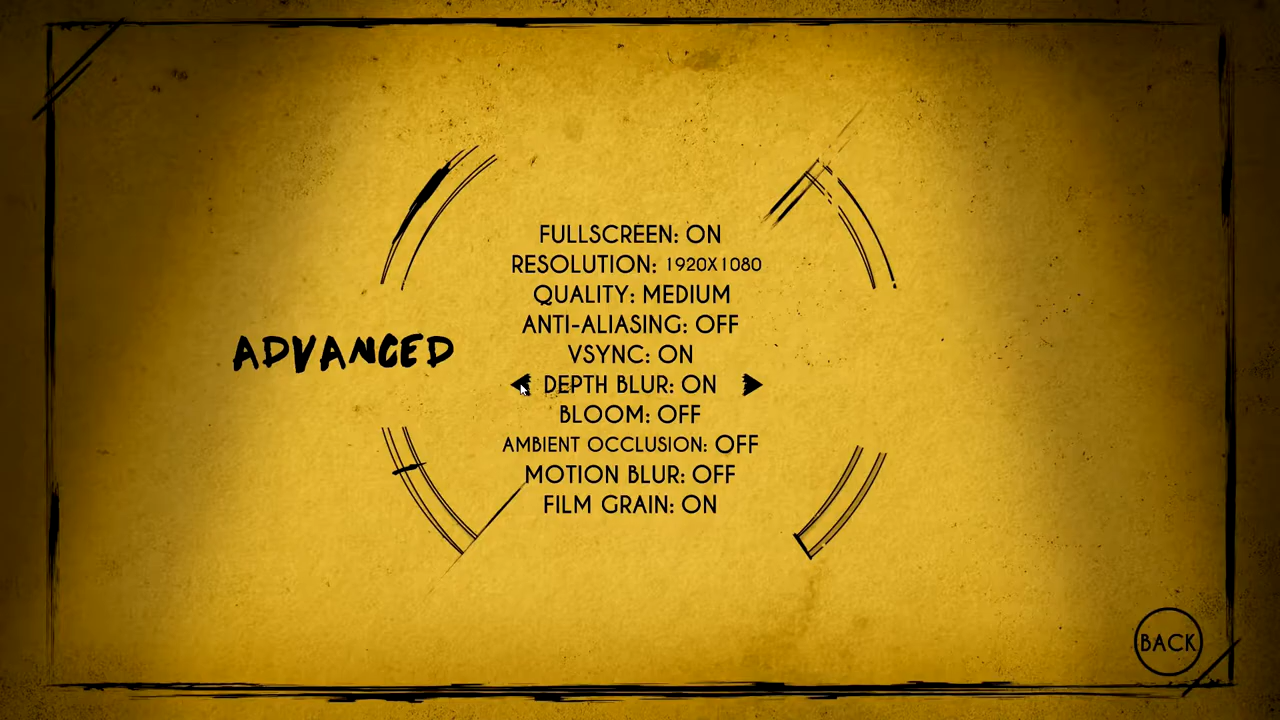 FULLSCREEN: ON
RESOLUTION: 1920X1080
QUALITY: MEDIUM
ANTI-ALIASING: OFF
ADVANCED
VSYNC: ON
DEPTH BLUR: ON
BLOOM: OFF
AMBIENT OCCLUSION: OFF
MOTION BLUR: OFF
FILM GRAIN: ON
BACK